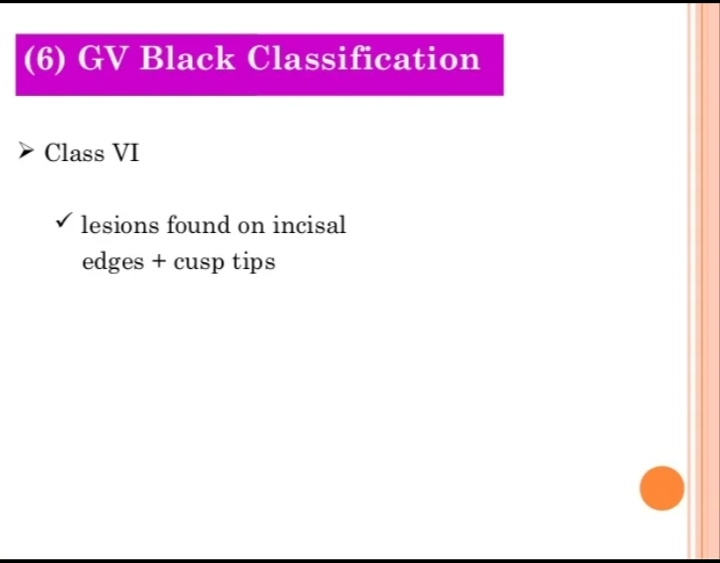 (6) GV Black Classification
➢ Class VI
✓ lesions found on incisal
edges + cusp tips